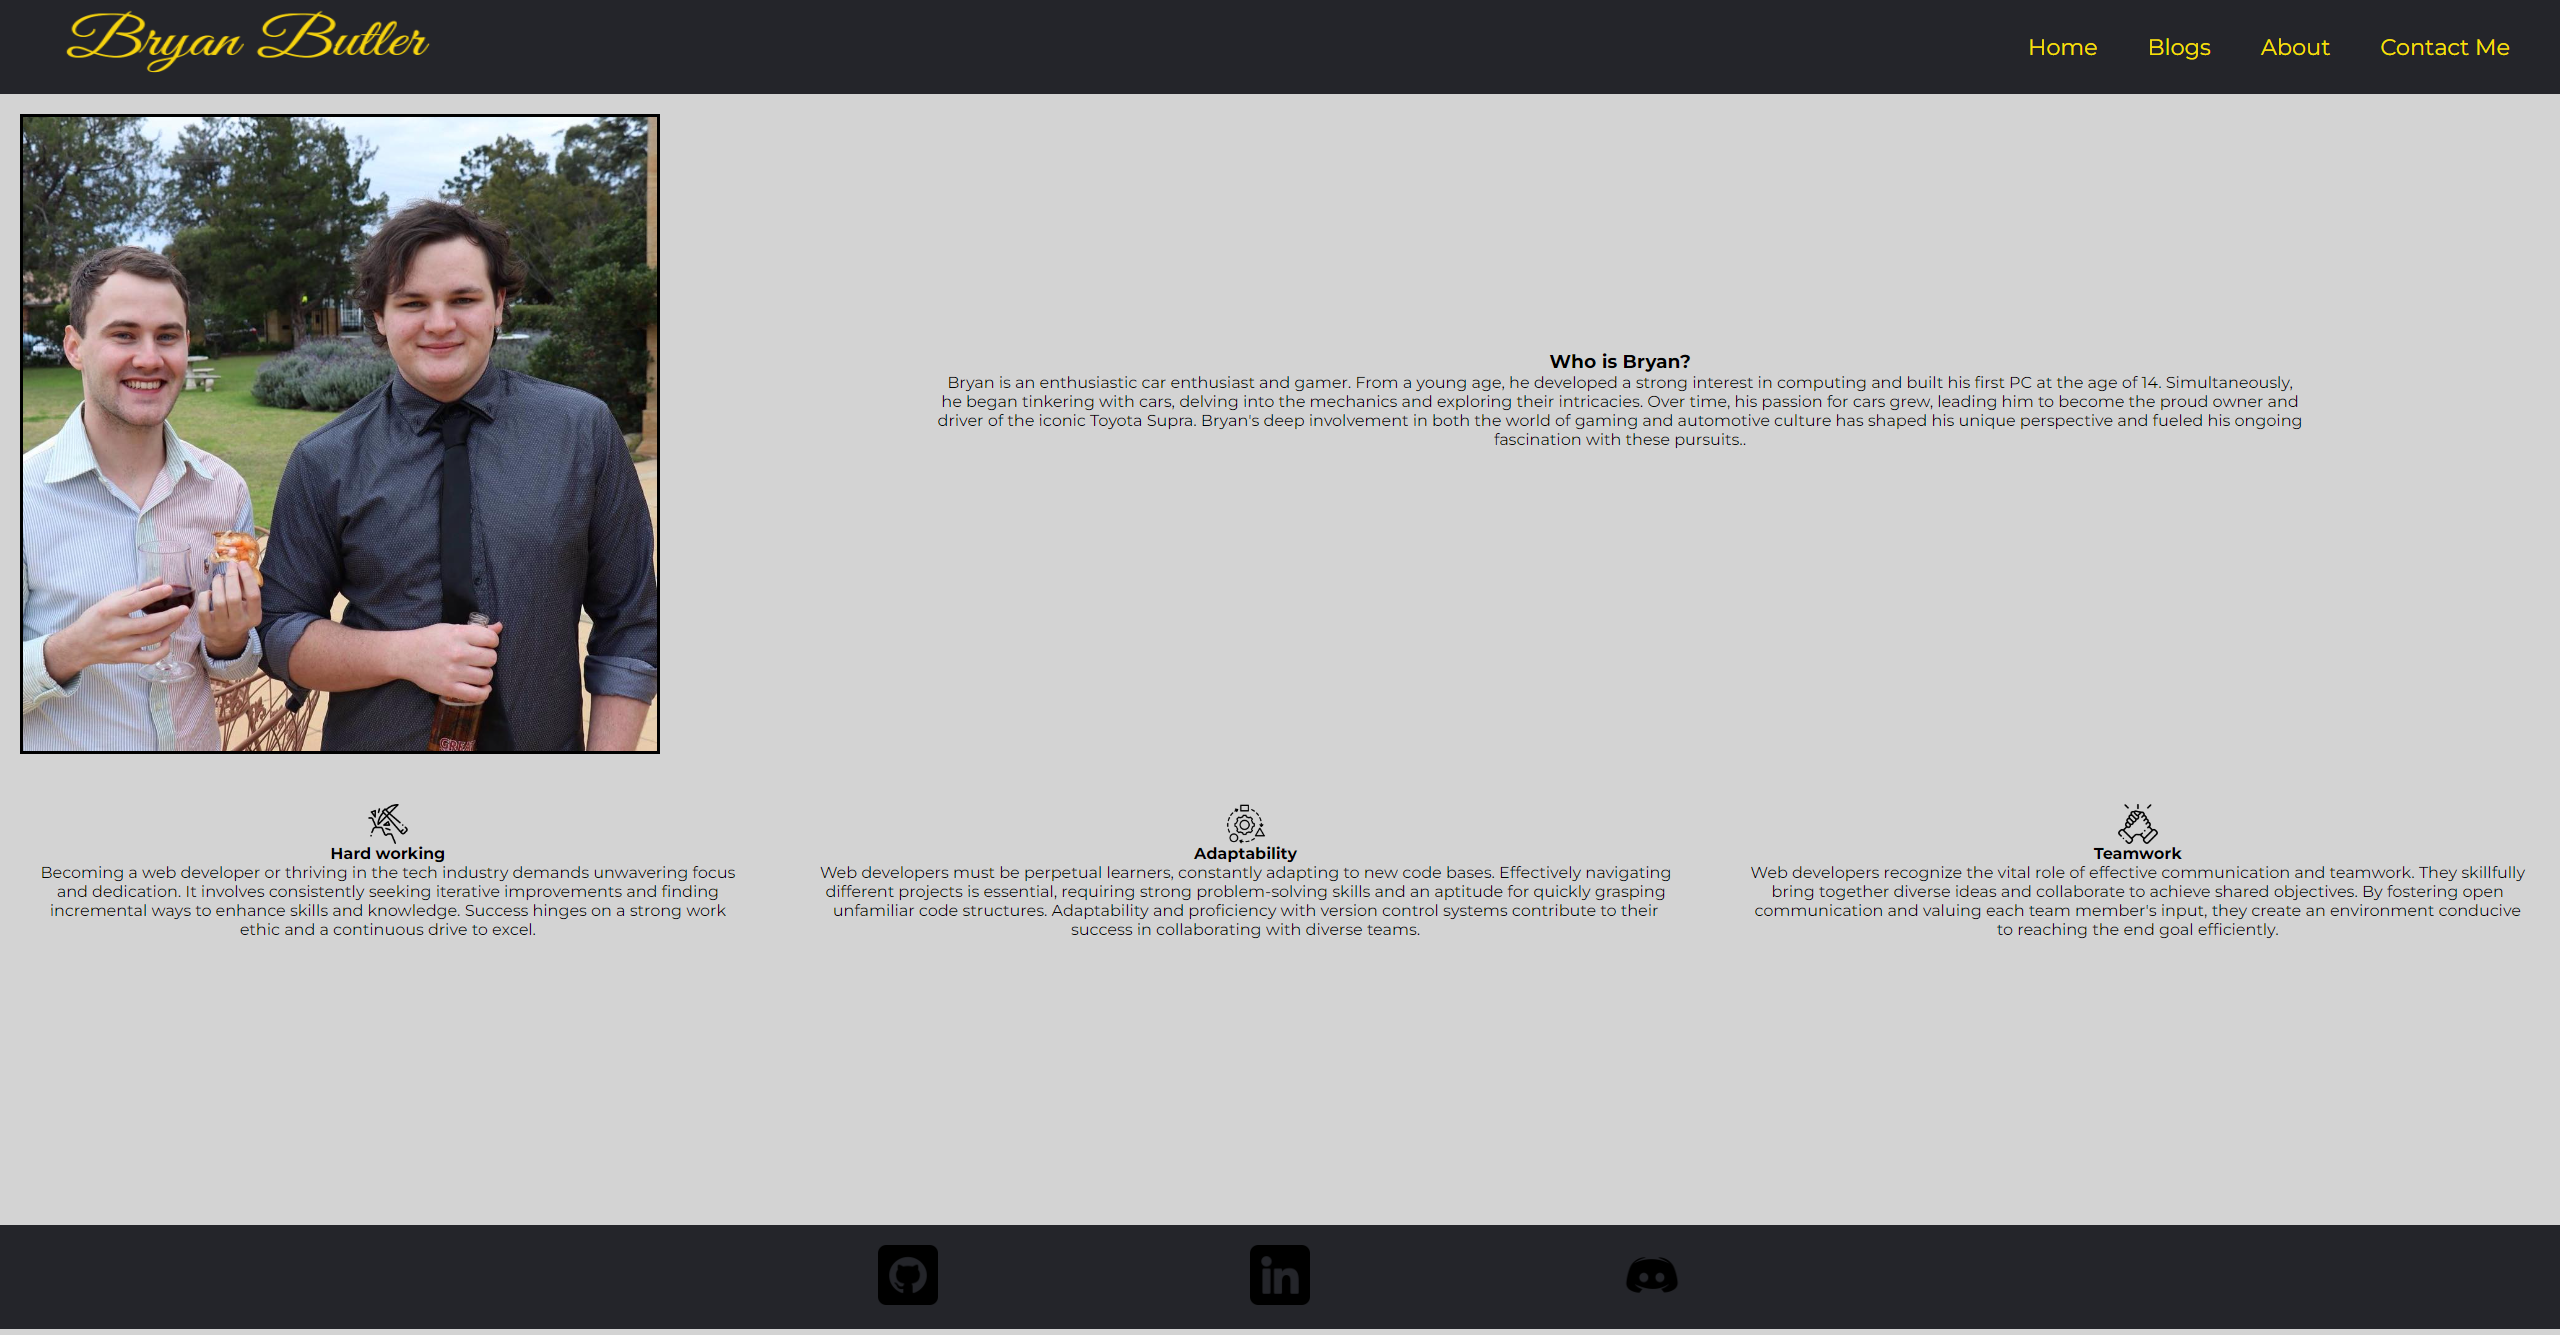 Bryan Butler
Home Blogs About Contact Me
Who is Bryan?
Bryan is an enthusiastic car enthusiast and gamer. From a young age, he developed a strong interest in computing and built his first PC at the age of 14. Simultaneously,
he began tinkering with cars, delving into the mechanics and exploring their intricacies. Over time, his passion for cars grew, leading him to become the proud owner and
driver of the iconic Toyota Supra. Bryan's deep involvement in both the world of gaming and automotive culture has shaped his unique perspective and fueled his ongoing
fascination with these pursuits..
Hard working
Becoming a web developer or thriving in the tech industry demands unwavering focus
and dedication. It involves consistently seeking iterative improvements and finding
incremental ways to enhance skills and knowledge. Success hinges on a strong work
ethic and a continuous drive to excel.
Adaptability
Web developers must be perpetual learners, constantly adapting to new code bases. Effectively navigating
different projects is essential, requiring strong problem-solving skills and an aptitude for quickly grasping
unfamiliar code structures. Adaptability and proficiency with version control systems contribute to their
success in collaborating with diverse teams.
Teamwork
Web developers recognize the vital role of effective communication and teamwork. They skillfully
bring together diverse ideas and collaborate to achieve shared objectives. By fostering open
communication and valuing each team member's input, they create an environment conducive
to reaching the end goal efficiently.
in